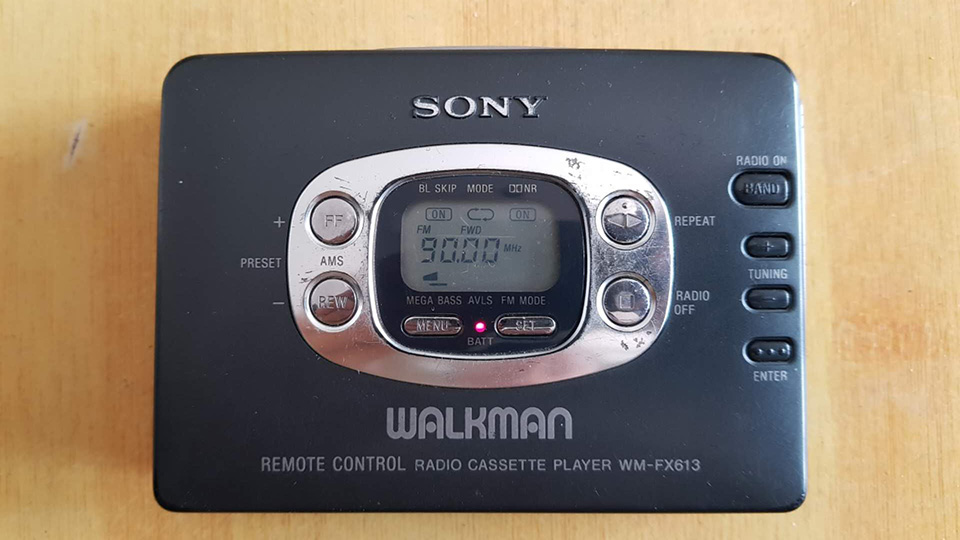 SONY
RADIO ON
BAND
BL SKIP MODE DD NR
ON ON
+ FF
REPEAT
FM FWD
90.00 MHz
+
PRESET AMS
TUNING
- REW
-
RADIO
OFF
MEGA BASS AVLS FM MODE
MENU SET
BATT
ENTER
WALKMAN
REMOTE CONTROL RADIO CASSETTE PLAYER WM-FX613